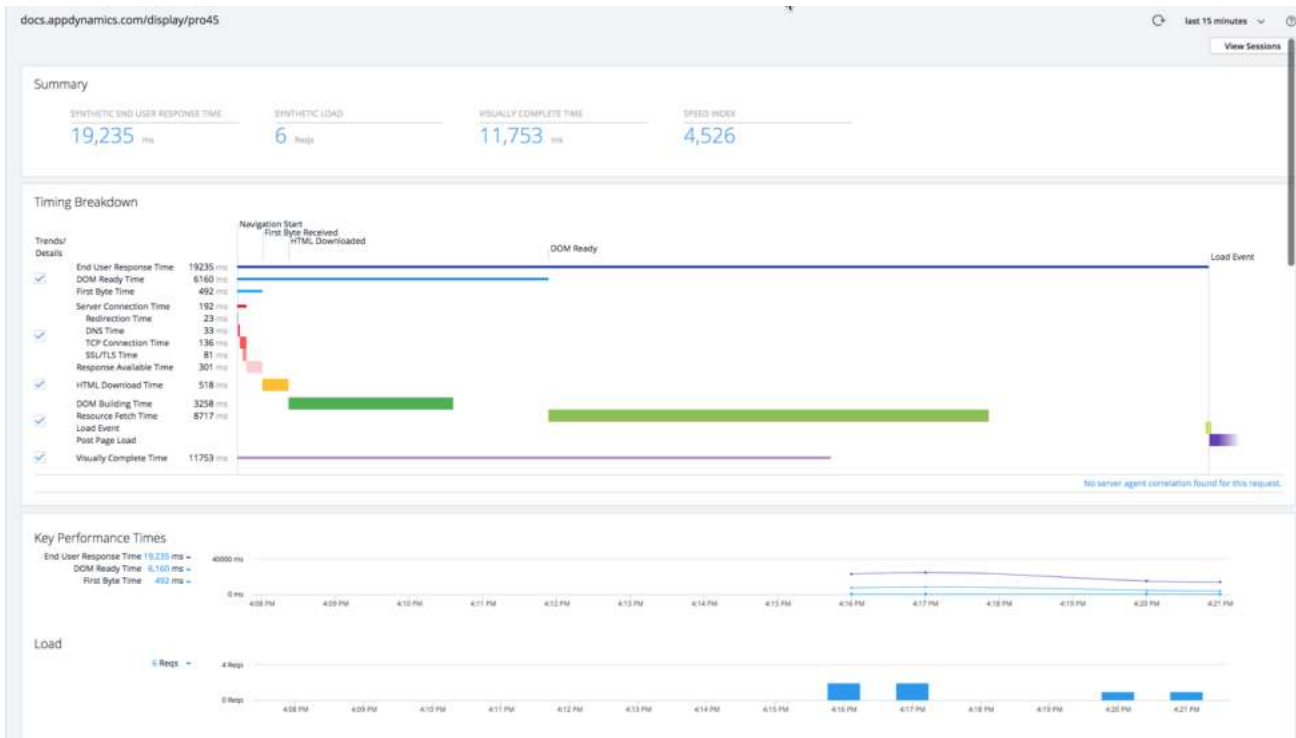 docs.appdynamics.com/display/pro45
last 15 minutes
View Sessions
Summary
SYNTHETIC END USER RESPONSE TIME SYNTHETIC LOAD VISUALLY COMPLETE TIME SPEED INDEX
19,235 ms 6 Reqs 11,753 ms 4,526
Timing Breakdown
Navigation Start
First Byte Received
HTML Downloaded
DOM Ready
Load Event
Trends/
Details
End User Response Time 19235 ms
DOM Ready Time 6160 ms
First Byte Time 492 ms
Server Connection Time 192 ms
Redirection Time 23 ms
DNS Time 33 ms
TCP Connection Time 136 ms
SSL/TLS Time 81 ms
Response Available Time 301 ms
HTML Download Time 518 ms
DOM Building Time 3258 ms
Resource Fetch Time 8717 ms
Load Event
Post Page Load
Visually Complete Time 11753 ms
No server agent correlation found for this request.
Key Performance Times
End User Response Time 19,235 ms
DOM Ready Time 6,160 ms
First Byte Time 492 ms
40000 ms
0 ms
4:08 PM 4:09 PM 4:10 PM 4:11 PM 4:12 PM 4:13 PM 4:14 PM 4:15 PM 4:16 PM 4:17 PM 4:18 PM 4:19 PM 4:20 PM 4:21 PM
Load
6 Reqs
4 Reqs
0 Reqs
4:08 PM 4:09 PM 4:10 PM 4:11 PM 4:12 PM 4:13 PM 4:14 PM 4:15 PM 4:16 PM 4:17 PM 4:18 PM 4:19 PM 4:20 PM 4:21 PM